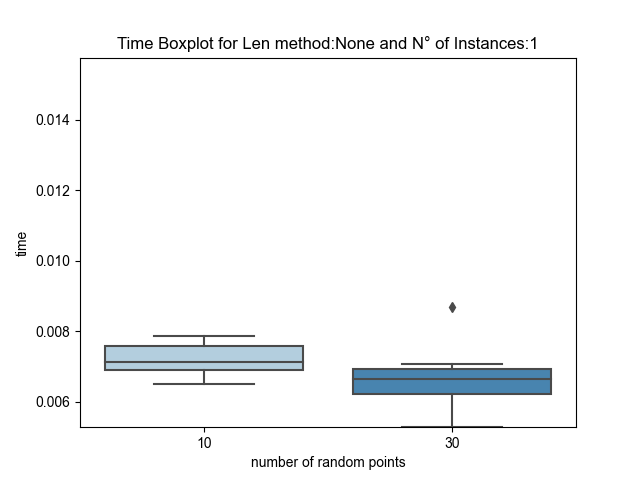 Time Boxplot for Len method:None and N° of Instances:1
0.014
0.012
0.010
0.008
0.006
time
10
30
number of random points